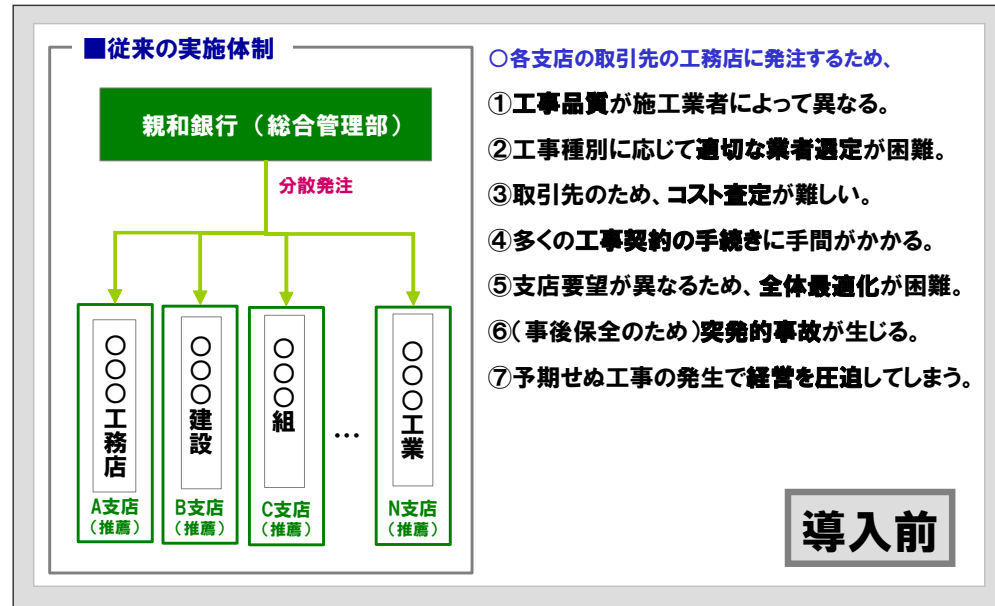 ■従来の実施体制
親和銀行（総合管理部）
分散発注
〇〇〇工務店
〇〇〇建設
〇〇〇組
…
〇〇〇工業
A支店
（推薦）
B支店
（推薦）
C支店
（推薦）
N支店
（推薦）
〇各支店の取引先の工務店に発注するため、
①工事品質が施工業者によって異なる。
②工事種別に応じて適切な業者選定が困難。
③取引先のため、コスト査定が難しい。
④多くの工事契約の手続きに手間がかかる。
⑤支店要望が異なるため、全体最適化が困難。
⑥(事後保全のため)突発的事故が生じる。
⑦予期せぬ工事の発生で経営を圧迫してしまう。
導入前